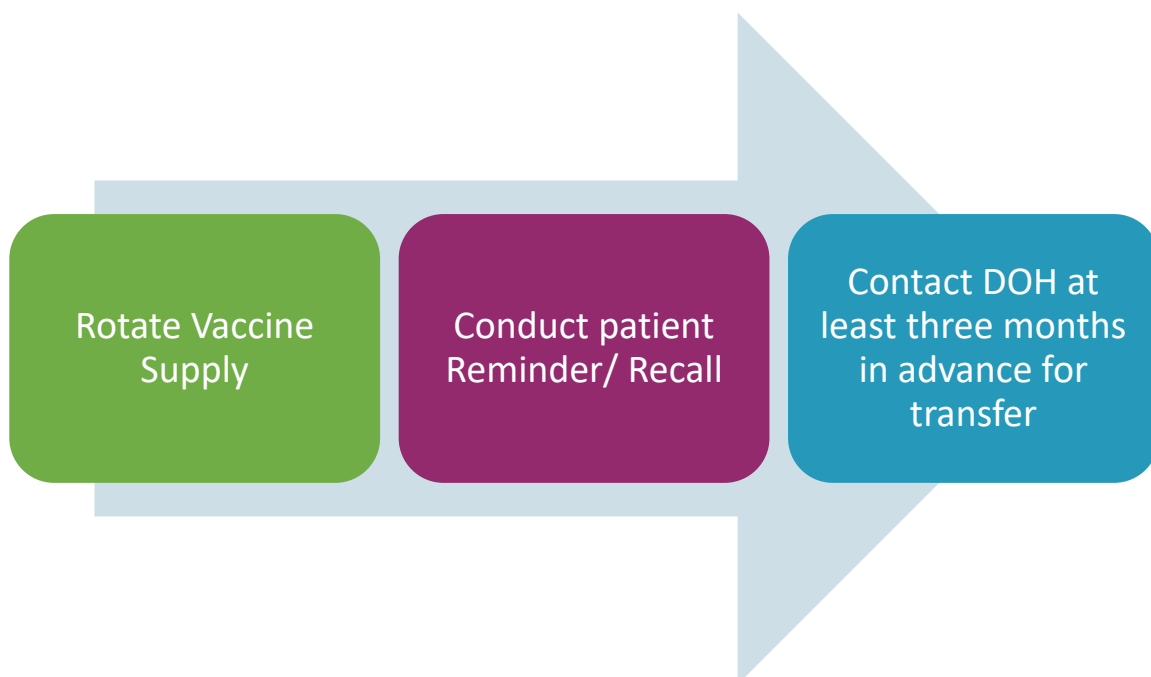 Rotate Vaccine
Supply
Conduct patient
Reminder/ Recall
Contact DOH at
least three months
in advance for
transfer